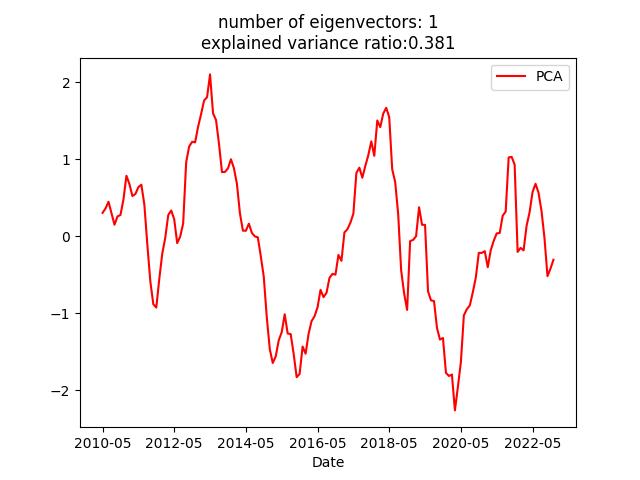 number of eigenvectors: 1
explained variance ratio:0.381
PCA
2
1
0
−1
−2
2010-05 2012-05 2014-05 2016-05 2018-05 2020-05 2022-05
Date